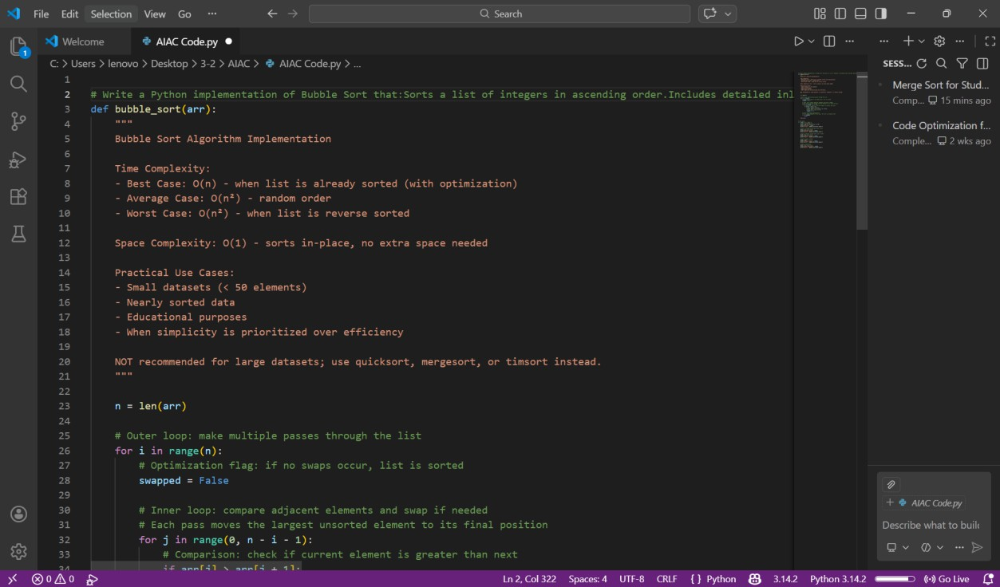 File Edit Selection View Go ··· Search
Welcome AIAC Code.py
C: > Users > lenovo > Desktop > 3-2 > AIAC > AIAC Code.py > ...
1
2 # Write a Python implementation of Bubble Sort that:Sorts a list of integers in ascending order.Includes detailed inl
3 def bubble_sort(arr):
4 """
5 Bubble Sort Algorithm Implementation
6
7 Time Complexity:
8 - Best Case: O(n) - when list is already sorted (with optimization)
9 - Average Case: O(n²) - random order
10 - Worst Case: O(n²) - when list is reverse sorted
11
12 Space Complexity: O(1) - sorts in-place, no extra space needed
13
14 Practical Use Cases:
15 - Small datasets (< 50 elements)
16 - Nearly sorted data
17 - Educational purposes
18 - When simplicity is prioritized over efficiency
19
20 NOT recommended for large datasets; use quicksort, mergesort, or timsort instead.
21 """
22
23 n = len(arr)
24
25 # Outer loop: make multiple passes through the list
26 for i in range(n):
27 # Optimization flag: if no swaps occur, list is sorted
28 swapped = False
29
30 # Inner loop: compare adjacent elements and swap if needed
31 # Each pass moves the largest unsorted element to its final position
32 for j in range(0, n - i - 1):
33 # Comparison: check if current element is greater than next
34 if arr[j] > arr[j + 1]:
SESS...
Merge Sort for Stud...
Comp... 15 mins ago
Code Optimization f...
Comple... 2 wks ago
1
+ AIAC Code.py
Describe what to builc
0 0 Ln 2, Col 322 Spaces: 4 UTF-8 CRLF { } Python 3.14.2 Python 3.14.2 Go Live